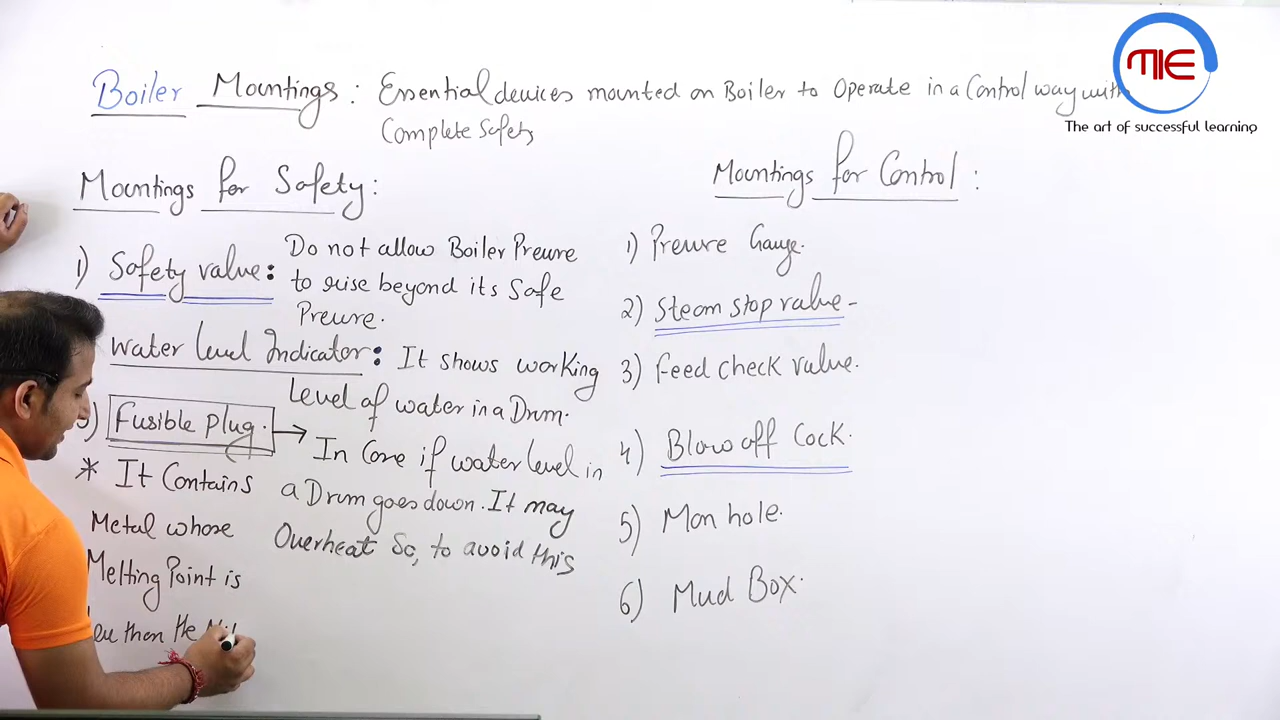 Boiler Mountings: Essential devices mounted on Boiler to Operate in a Control way with
Complete Safety
MIE
The art of successful learning
Mountings for Safety:
1) Safety value: Do not allow Boiler Pressure
to rise beyond its Safe
Pressure.
Water level Indicator: It shows working
Level of water in a Drum.
Fusible plug. → In Case if water level in
a Drum goes down. It may
Overheat So, to avoid this
* It Contains
Metal whose
Melting Point is
than the
Mountings for Control:
1) Pressure Gauge.
2) Steam stop valve -
3) Feed check valve.
4) Blow off Cock.
5) Man hole.
6) Mud Box.